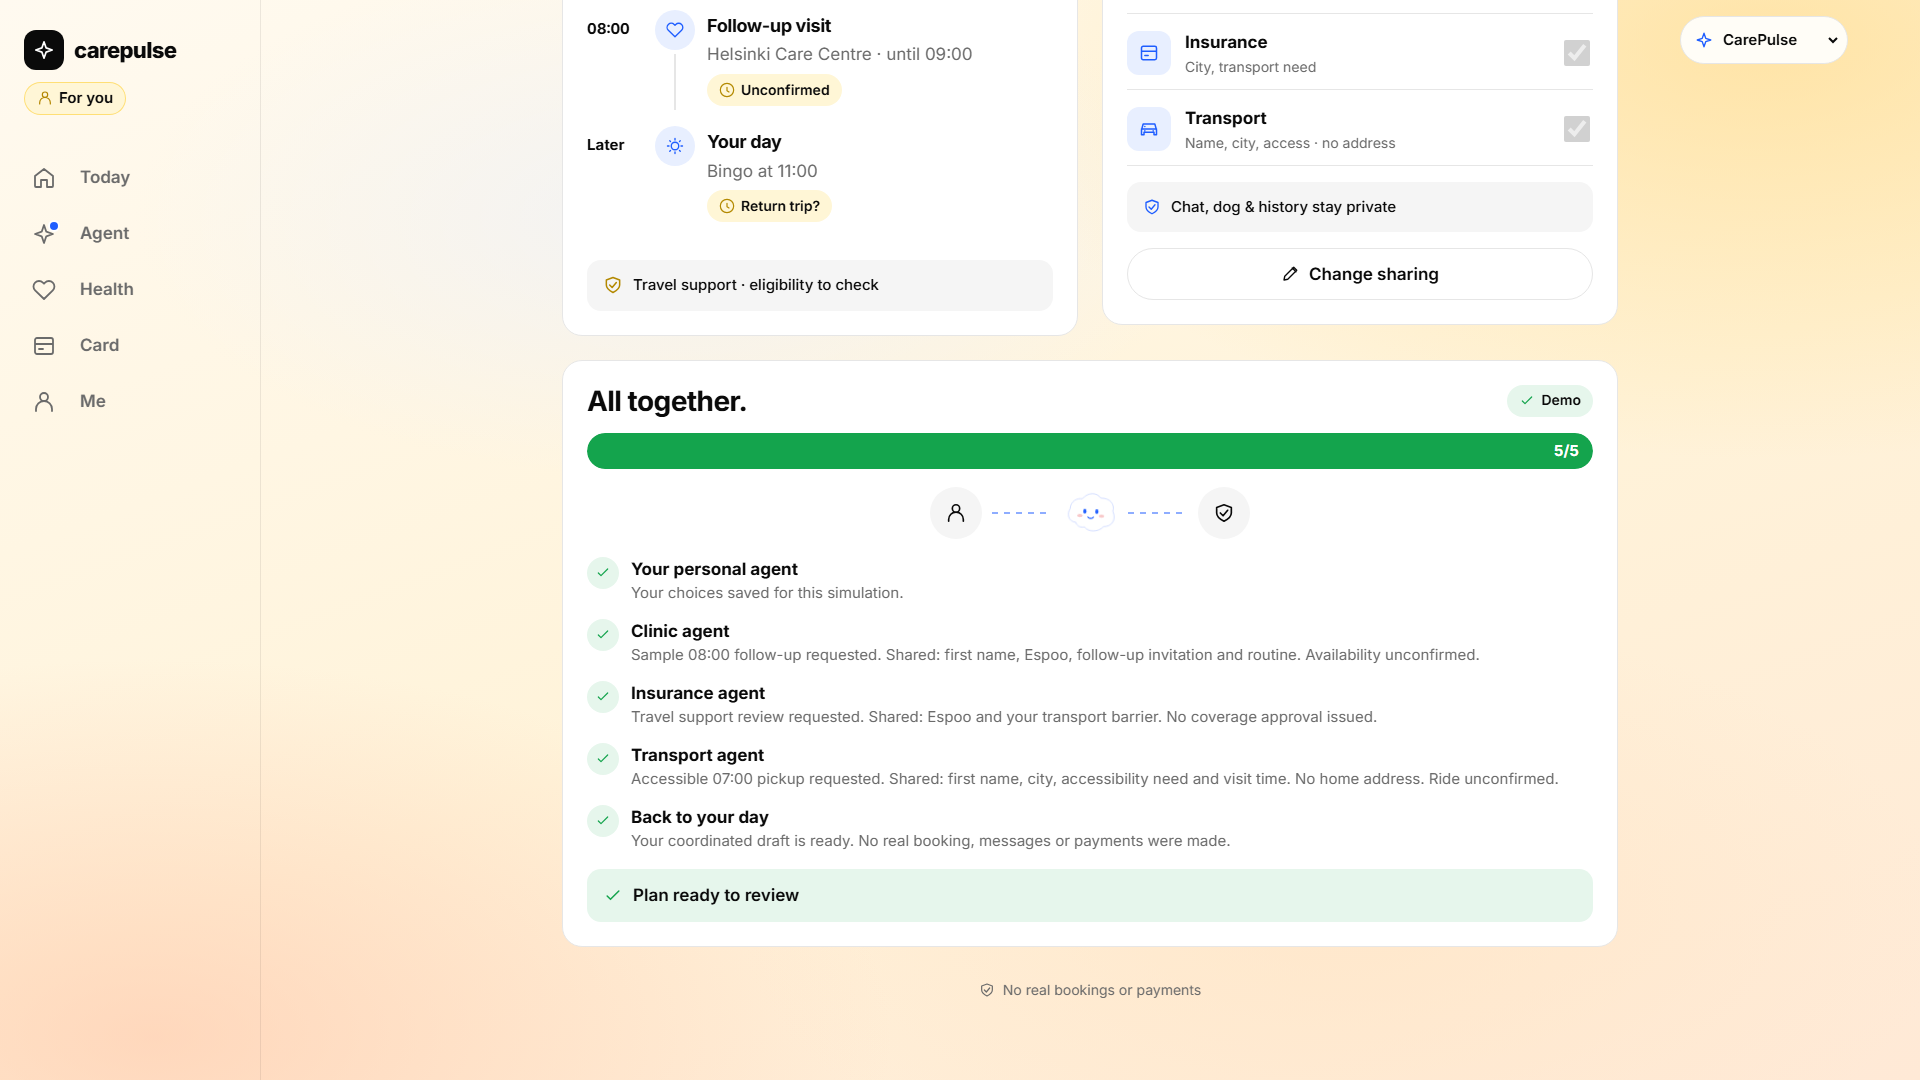 carepulse
For you
Today
Agent
Health
Card
Me
08:00
Follow-up visit
Helsinki Care Centre · until 09:00
Unconfirmed
Later
Your day
Bingo at 11:00
Return trip?
Travel support · eligibility to check
Insurance
City, transport need
Transport
Name, city, access · no address
Chat, dog & history stay private
Change sharing
CarePulse
All together.
Demo
5/5
Your personal agent
Your choices saved for this simulation.
Clinic agent
Sample 08:00 follow-up requested. Shared: first name, Espoo, follow-up invitation and routine. Availability unconfirmed.
Insurance agent
Travel support review requested. Shared: Espoo and your transport barrier. No coverage approval issued.
Transport agent
Accessible 07:00 pickup requested. Shared: first name, city, accessibility need and visit time. No home address. Ride unconfirmed.
Back to your day
Your coordinated draft is ready. No real booking, messages or payments were made.
Plan ready to review
No real bookings or payments